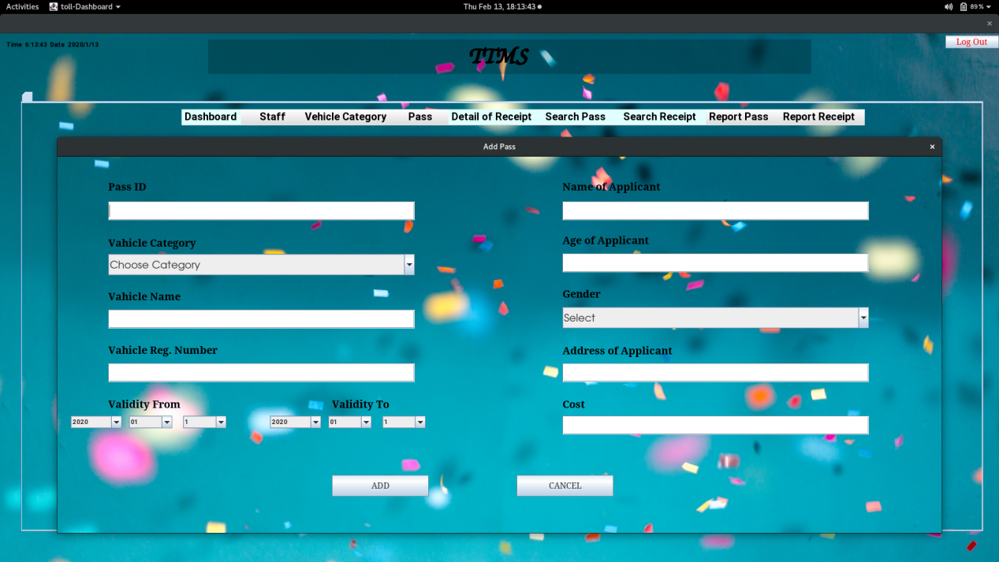 Activities toll-Dashboard Thu Feb 13, 18:13:43 89%
Time 6:13:43 Date 2020/1/13
Log Out
TTMS
Dashboard Staff Vehicle Category Pass Detail of Receipt Search Pass Search Receipt Report Pass Report Receipt
Add Pass
Pass ID
Vahicle Category
Choose Category
Vahicle Name
Vahicle Reg. Number
Validity From Validity To
2020 01 1 2020 01 1
Name of Applicant
Age of Applicant
Gender
Select
Address of Applicant
Cost
ADD CANCEL